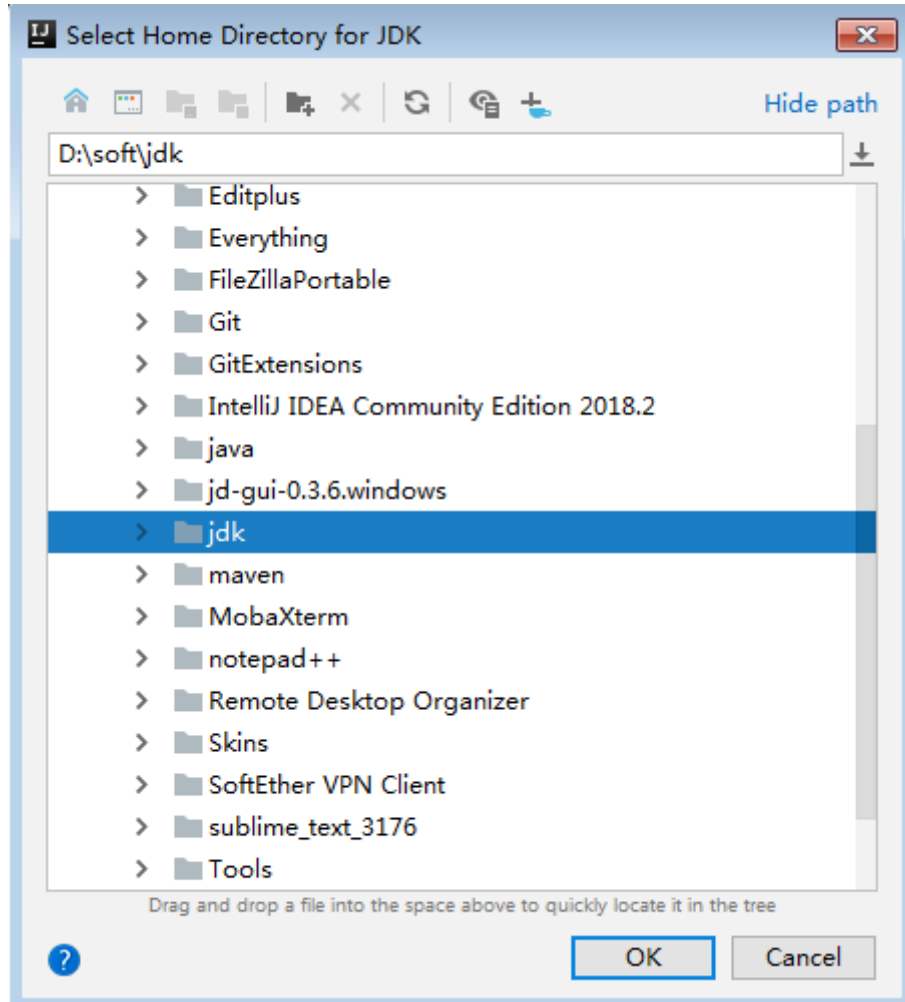 IJ Select Home Directory for JDK
Hide path
D:\soft\jdk
Editplus
Everything
FileZillaPortable
Git
GitExtensions
IntelliJ IDEA Community Edition 2018.2
java
jd-gui-0.3.6.windows
jdk
maven
MobaXterm
notepad++
Remote Desktop Organizer
Skins
SoftEther VPN Client
sublime_text_3176
Tools
Drag and drop a file into the space above to quickly locate it in the tree
? OK Cancel